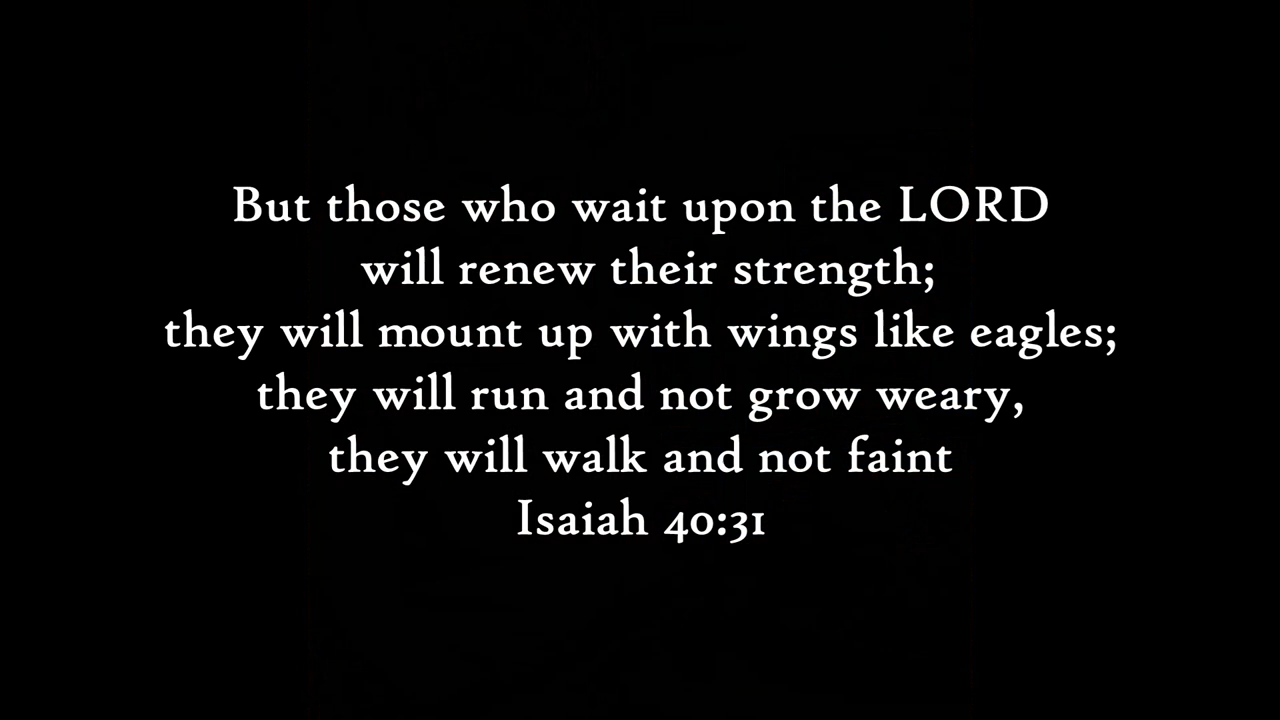 But those who wait upon the LORD
will renew their strength;
they will mount up with wings like eagles;
they will run and not grow weary,
they will walk and not faint
Isaiah 40:31